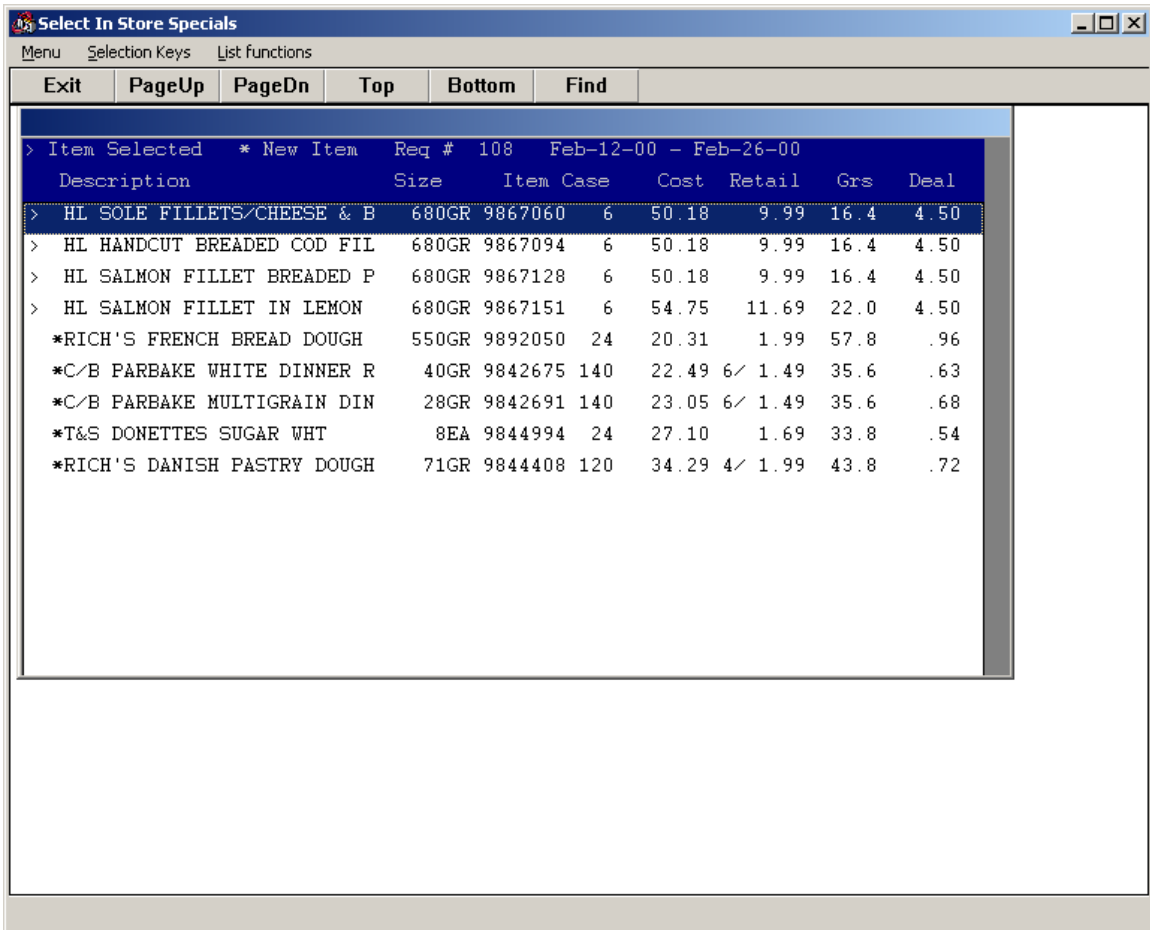 Select In Store Specials
Menu Selection Keys List functions
Exit PageUp PageDn Top Bottom Find
> Item Selected * New Item Req # 108 Feb-12-00 - Feb-26-00
Description Size Item Case Cost Retail Grs Deal
> HL SOLE FILLETS/CHEESE & B 680GR 9867060 6 50.18 9.99 16.4 4.50
> HL HANDCUT BREADED COD FIL 680GR 9867094 6 50.18 9.99 16.4 4.50
> HL SALMON FILLET BREADED P 680GR 9867128 6 50.18 9.99 16.4 4.50
> HL SALMON FILLET IN LEMON 680GR 9867151 6 54.75 11.69 22.0 4.50
*RICH'S FRENCH BREAD DOUGH 550GR 9892050 24 20.31 1.99 57.8 .96
*C/B PARBAKE WHITE DINNER R 40GR 9842675 140 22.49 6/ 1.49 35.6 .63
*C/B PARBAKE MULTIGRAIN DIN 28GR 9842691 140 23.05 6/ 1.49 35.6 .68
*T&S DONETTES SUGAR WHT 8EA 9844994 24 27.10 1.69 33.8 .54
*RICH'S DANISH PASTRY DOUGH 71GR 9844408 120 34.29 4/ 1.99 43.8 .72